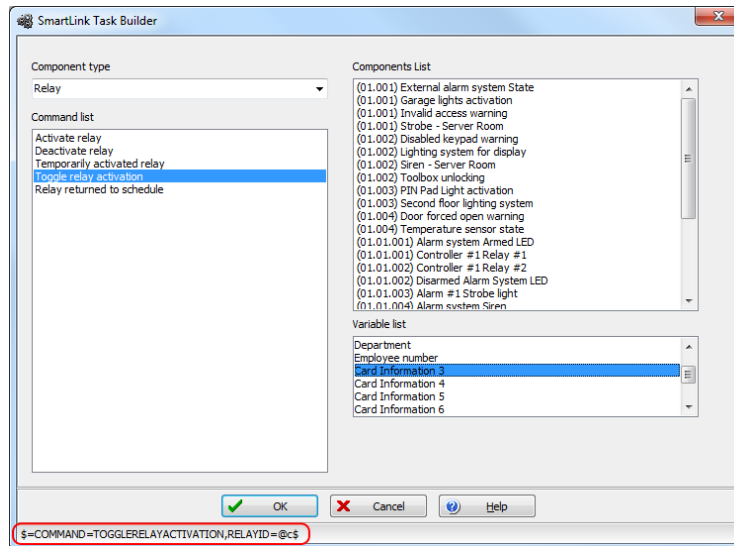 SmartLink Task Builder
Component type
Relay
Command list
Activate relay
Deactivate relay
Temporarily activated relay
Toggle relay activation
Relay returned to schedule
Components List
(01.001) External alarm system State
(01.001) Garage lights activation
(01.001) Invalid access warning
(01.001) Strobe - Server Room
(01.002) Disabled keypad warning
(01.002) Lighting system for display
(01.002) Siren - Server Room
(01.002) Toolbox unlocking
(01.003) PIN Pad Light activation
(01.003) Second floor lighting system
(01.004) Door forced open warning
(01.004) Temperature sensor state
(01.01.001) Alarm system Armed LED
(01.01.001) Controller #1 Relay #1
(01.01.002) Controller #1 Relay #2
(01.01.002) Disarmed Alarm System LED
(01.01.003) Alarm #1 Strobe light
(01.01.004) Alarm system Siren
Variable list
Department
Employee number
Card Information 3
Card Information 4
Card Information 5
Card Information 6
OK
Cancel
Help
$=COMMAND=TOGGLERELAYACTIVATION,RELAYID=@c$